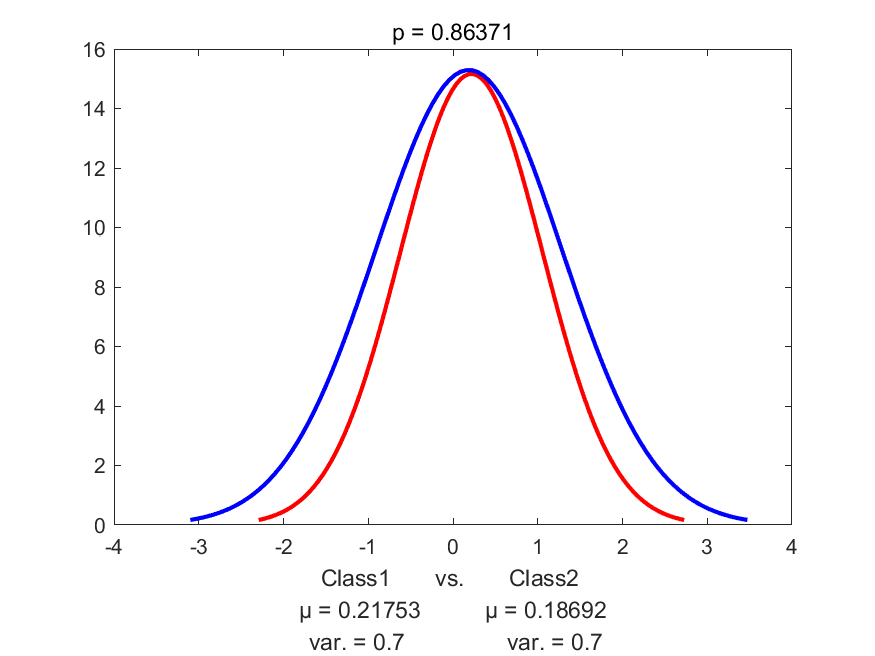 p = 0.86371
16
14
12
10
8
6
4
2
0
-4 -3 -2 -1 0 1 2 3 4
Class1 vs. Class2
μ = 0.21753 μ = 0.18692
var. = 0.7 var. = 0.7